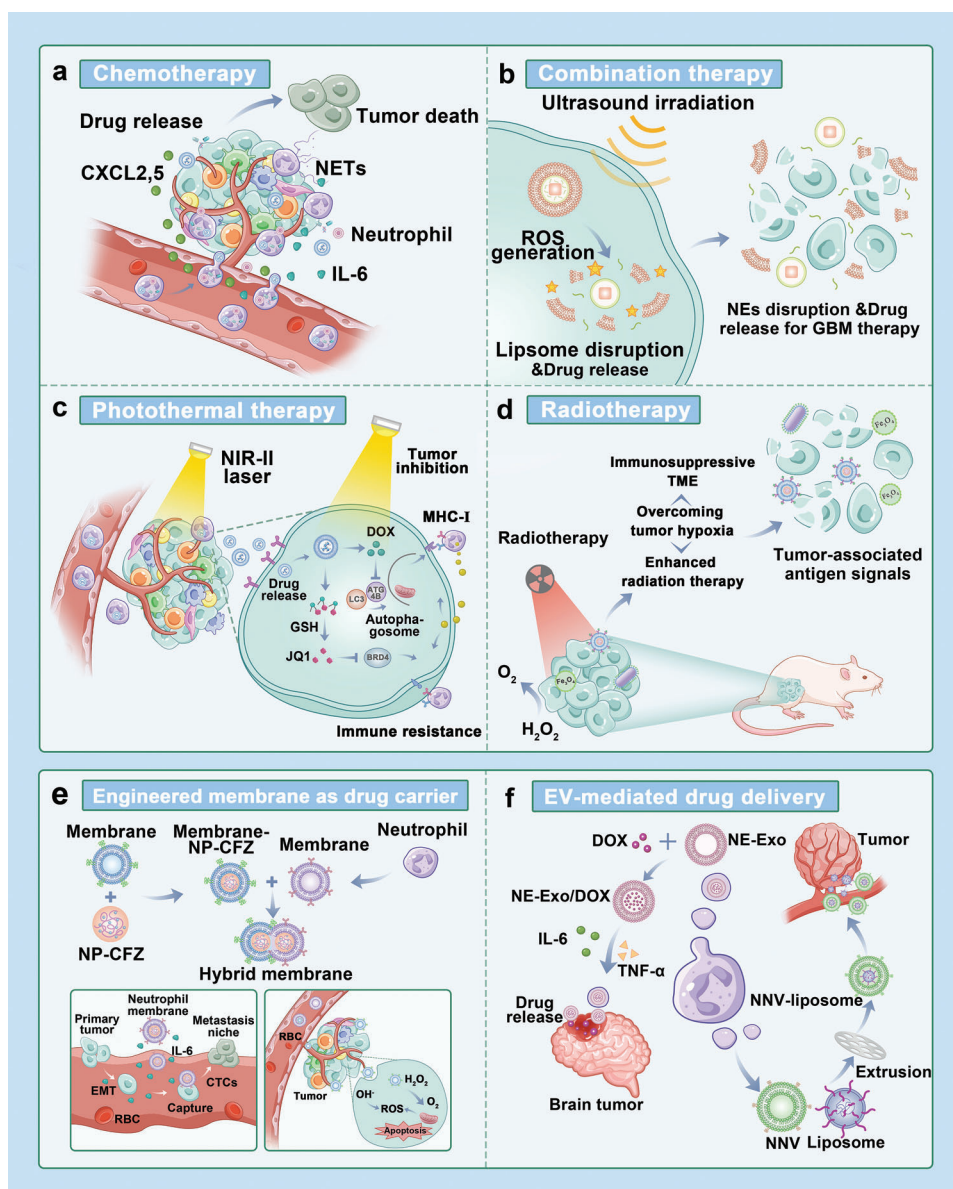 a Chemotherapy
Drug release
Tumor death
CXCL2,5
NETs
Neutrophil
IL-6
b Combination therapy
Ultrasound irradiation
ROS
generation
Lipsome disruption
&Drug release
NEs disruption &Drug
release for GBM therapy
c Photothermal therapy
NIR-II
laser
Tumor
inhibition
DOX
MHC-I
Drug
release
LC3
ATG
4B
GSH
Autopha-
gosome
JQ1
BRD4
Immune resistance
d Radiotherapy
Immunosuppressive
TME
Overcoming
tumor hypoxia
Enhanced
radiation therapy
Fe3O4
Fe3O4
Tumor-associated
antigen signals
Radiotherapy
O2
Fe3O4
H2O2
e Engineered membrane as drug carrier
Membrane
Membrane-
NP-CFZ
Membrane
Neutrophil
+
+
NP-CFZ
Hybrid membrane
Neutrophil
membrane
Primary
tumor
Metastasis
niche
IL-6
EMT
CTCs
Capture
RBC
RBC
Tumor
H2O2
OH-
O2
ROS
Apoptosis
f EV-mediated drug delivery
DOX
+
NE-Exo
Tumor
NE-Exo/DOX
IL-6
TNF-α
NNV-liposome
Drug
release
Extrusion
Brain tumor
NNV
Liposome